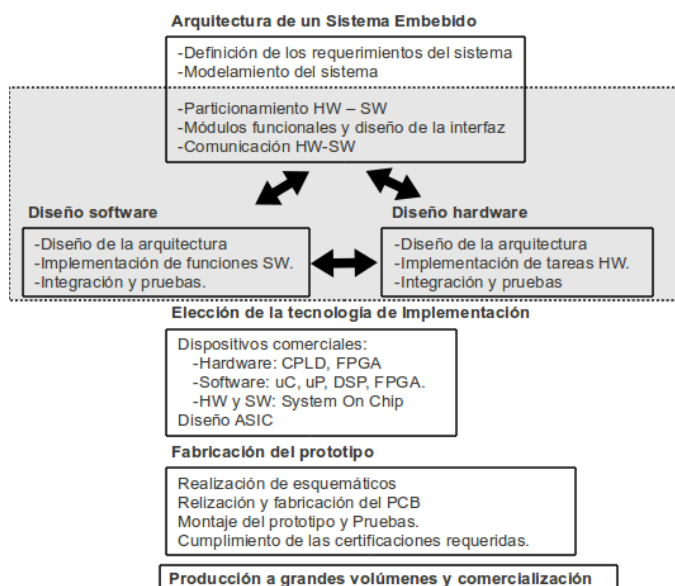 Arquitectura de un Sistema Embebido
-Definición de los requerimientos del sistema
-Modelamiento del sistema
-Particionamiento HW – SW
-Módulos funcionales y diseño de la interfaz
-Comunicación HW-SW
Diseño software
-Diseño de la arquitectura
-Implementación de funciones SW.
-Integración y pruebas.
Diseño hardware
-Diseño de la arquitectura
-Implementación de tareas HW.
-Integración y pruebas
Elección de la tecnología de Implementación
Dispositivos comerciales:
-Hardware: CPLD, FPGA
-Software: uC, uP, DSP, FPGA.
-HW y SW: System On Chip
Diseño ASIC
Fabricación del prototipo
Realización de esquemáticos
Relización y fabricación del PCB
Montaje del prototipo y Pruebas.
Cumplimiento de las certificaciones requeridas.
Producción a grandes volúmenes y comercialización